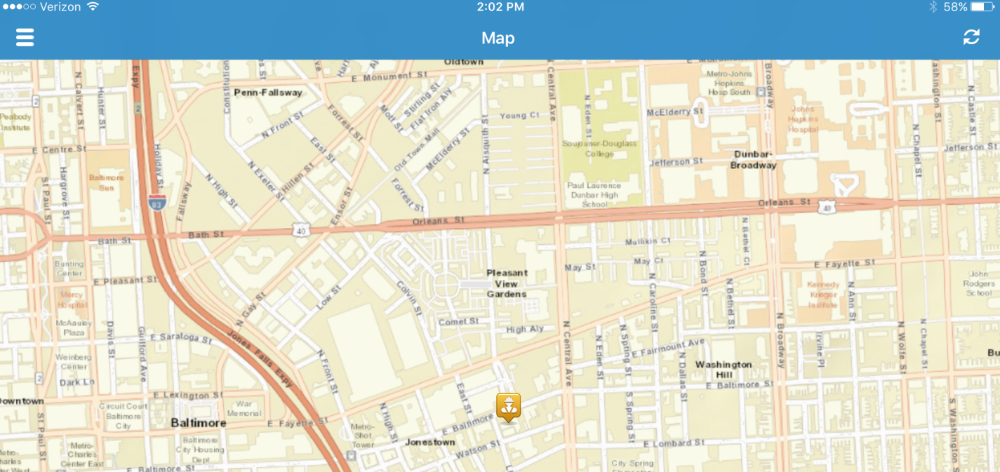 Verizon
2:02 PM
58%
Map
Oldtown
Penn-Fallsway
E Monument St
Constitution
N Calvert St
Hunter St
Expy
2
2
Peabody
Institute
E Centre St
Holiday St
Hargrove St
St Paul St
Baltimore
Sun
Fallsway
83
N High St
N Front St
N Exeter St
East St
Hillen St
Forrest St
Ensor St
Mott St
Stirling St
Flat Iron Aly
Old Town Mall
McElderry St
Forrest St
N Aisquith St
Young Ct
N Central Ave
N Eden St
Soujouner-Douglass
College
Paul Laurence
Dunbar High
School
Metro-Johns
Hopkins
Hosp South
McElderry St
Broadway
Johns
Hopkins
Hospital
Dunbar-
Broadway
Jefferson St
Jefferson St
N Chapel St
N Castle St
Orleans St
40
Orleans St
40
Bath St
Bath St
Bunting
Center
E Pleasant St
Mercy
Hospital
McAauley
Plaza
Davis St
Guilford Ave
E Saratoga St
Weinberg
Center
2
Dark Ln
N Gay St
Low St
Jones Falls Expy
N Front St
Colvin St
Comet St
High Aly
Pleasant
View
Gardens
Mullikin Ct
May St
May Ct
N Bethel Ct
N Bond St
N Bethel St
N Caroline St
E Fayette St
Kennedy
Krieger
Institute
N Ann St
John
Rodgers
School
N Central Ave
N Eden St
N Spring St
E Fairmount Ave
N Dallas St
Washington
Hill
E Baltimore St
N Broadway
Irvine Pl
N Wolfe St
N Chapel St
Downtown
St Paul St
Circuit Court
Baltimore
City
E Lexington St
War
Memorial
Baltimore
E Fayette St
Baltimore
City Housing
Dept
Metro-
Charles
Center East
E Baltimore St
Metro-
Shot
Tower
N High St
East St
E Baltimore
Jonestown
Watson St
S Spring St
E Lombard St
City Spring
S Washington